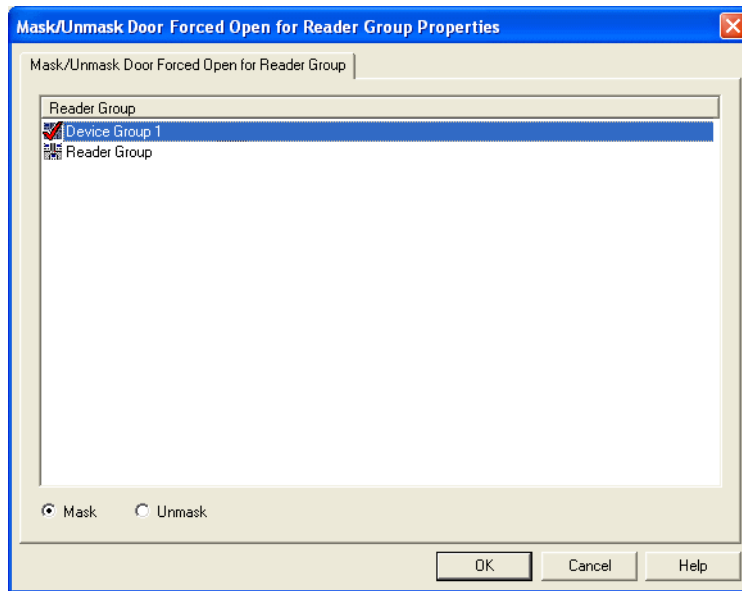 Mask/Unmask Door Forced Open for Reader Group Properties
Mask/Unmask Door Forced Open for Reader Group
Reader Group
Device Group 1
Reader Group
Mask Unmask
OK Cancel Help